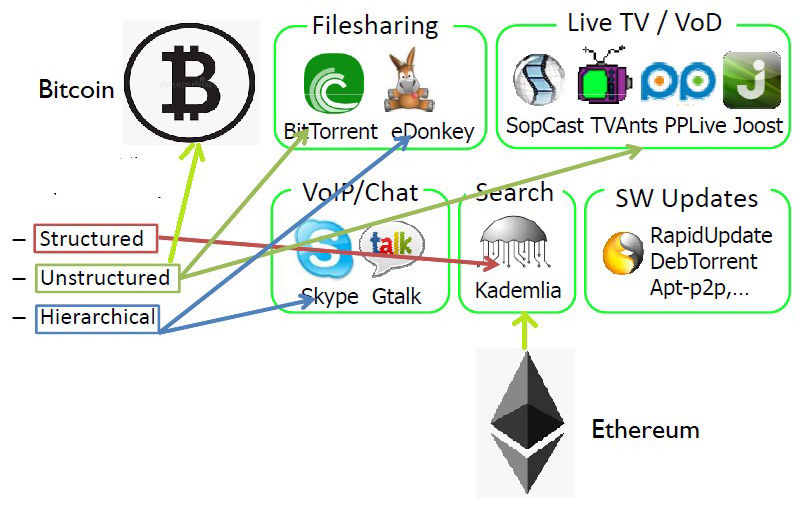 Filesharing
Live TV / VoD
Bitcoin
BitTorrent eDonkey
SopCast TVAnts PPLive Joost
VoIP/Chat
Search
SW Updates
– Structured
talk
RapidUpdate
– Unstructured
DebTorrent
Skype Gtalk
Kademlia
Apt-p2p,...
– Hierarchical
Ethereum